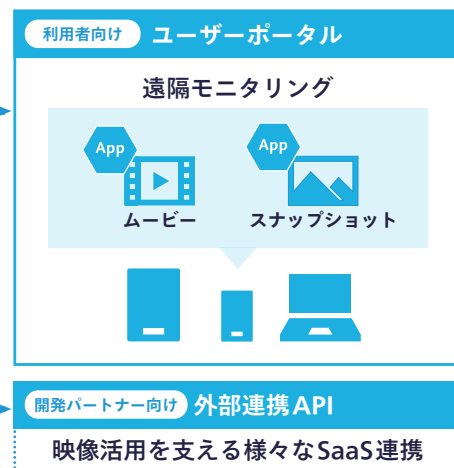 利用者向け ユーザーポータル
遠隔モニタリング
App App
ムービー スナップショット
開発パートナー向け 外部連携API
映像活用を支える様々なSaaS連携